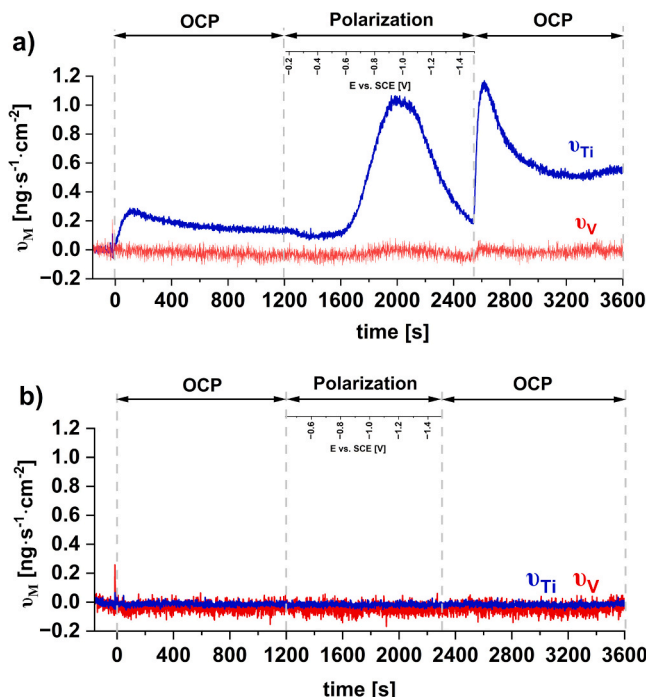 a)
OCP Polarization OCP
−0.2 −0.4 −0.6 −0.8 −1.0 −1.2 −1.4
E vs. SCE [V]
1.2
1.0
0.8
0.6
0.4
0.2
0.0
−0.2
υM [ng·s-1·cm-2]
υTi
υV
0 400 800 1200 1600 2000 2400 2800 3200 3600
time [s]
b)
OCP Polarization OCP
−0.6 −0.8 −1.0 −1.2 −1.4
E vs. SCE [V]
1.2
1.0
0.8
0.6
0.4
0.2
0.0
−0.2
υM [ng·s-1·cm-2]
υTi υV
0 400 800 1200 1600 2000 2400 2800 3200 3600
time [s]